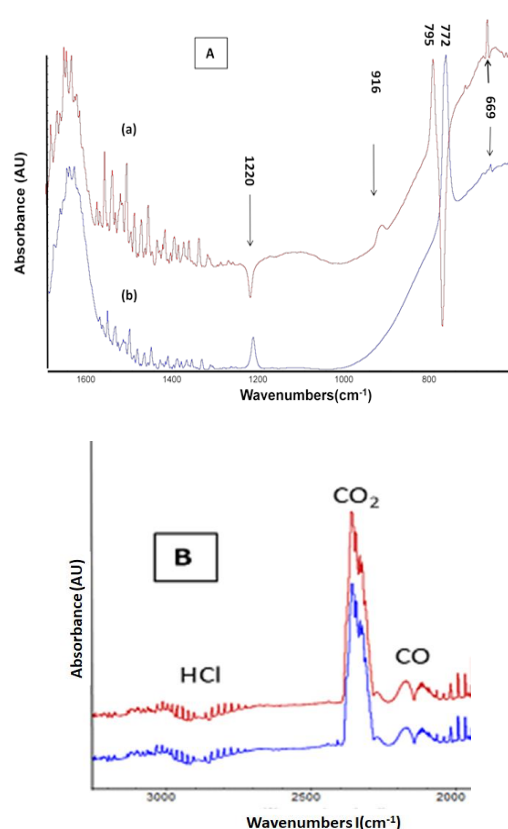 A
795
772
916
669
(a)
1220
(b)
Absorbance (AU)
1600
1400
1200
1000
800
Wavenumbers(cm-1)
CO2
B
HCl
CO
Absorbance (AU)
3000
2500
2000
Wavenumbers I(cm-1)